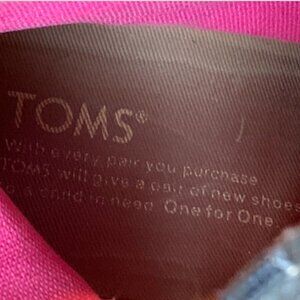 TOMS®
With every pair you purchase
TOMS will give a pair of new shoes
to a child in need. One for One.